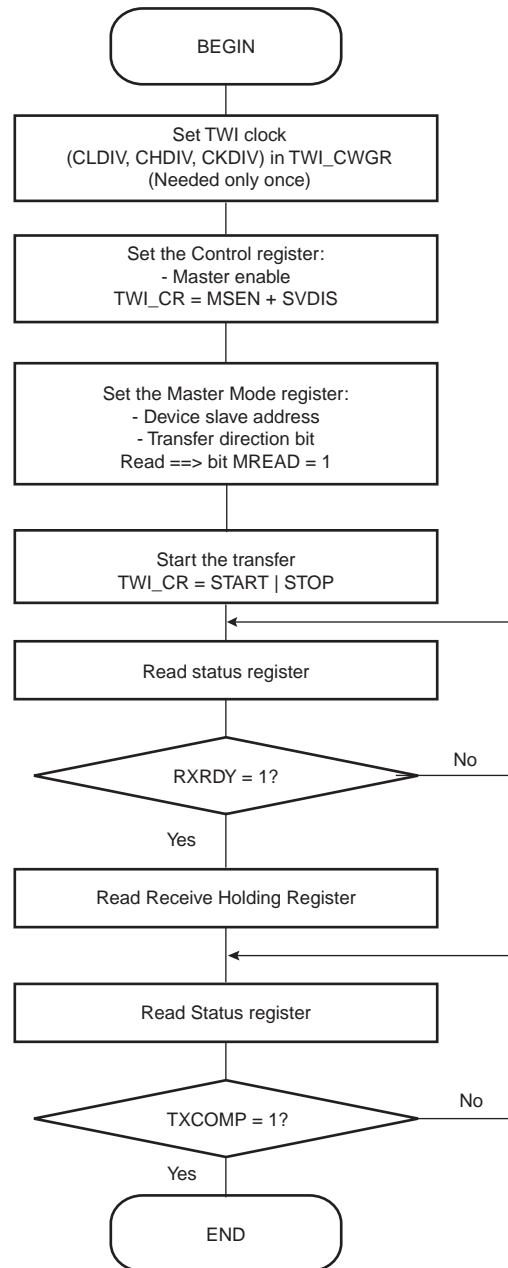 BEGIN
Set TWI clock
(CLDIV, CHDIV, CKDIV) in TWI_CWGR
(Needed only once)
Set the Control register:
- Master enable
TWI_CR = MSEN + SVDIS
Set the Master Mode register:
- Device slave address
- Transfer direction bit
Read ==> bit MREAD = 1
Start the transfer
TWI_CR = START | STOP
Read status register
RXRDY = 1?
No
Yes
Read Receive Holding Register
Read Status register
TXCOMP = 1?
No
Yes
END